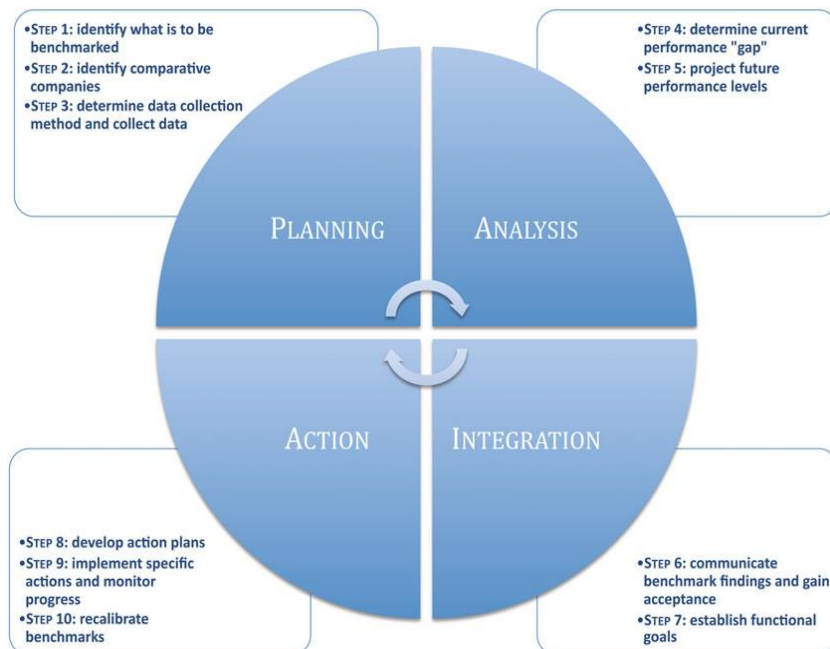 •STEP 1: identify what is to be
benchmarked
•STEP 2: identify comparative
companies
•STEP 3: determine data collection
method and collect data
•STEP 4: determine current
performance "gap"
•STEP 5: project future
performance levels
PLANNING
ANALYSIS
ACTION
INTEGRATION
•STEP 8: develop action plans
•STEP 9: implement specific
actions and monitor
progress
•STEP 10: recalibrate
benchmarks
•STEP 6: communicate
benchmark findings and gain
acceptance
•STEP 7: establish functional
goals